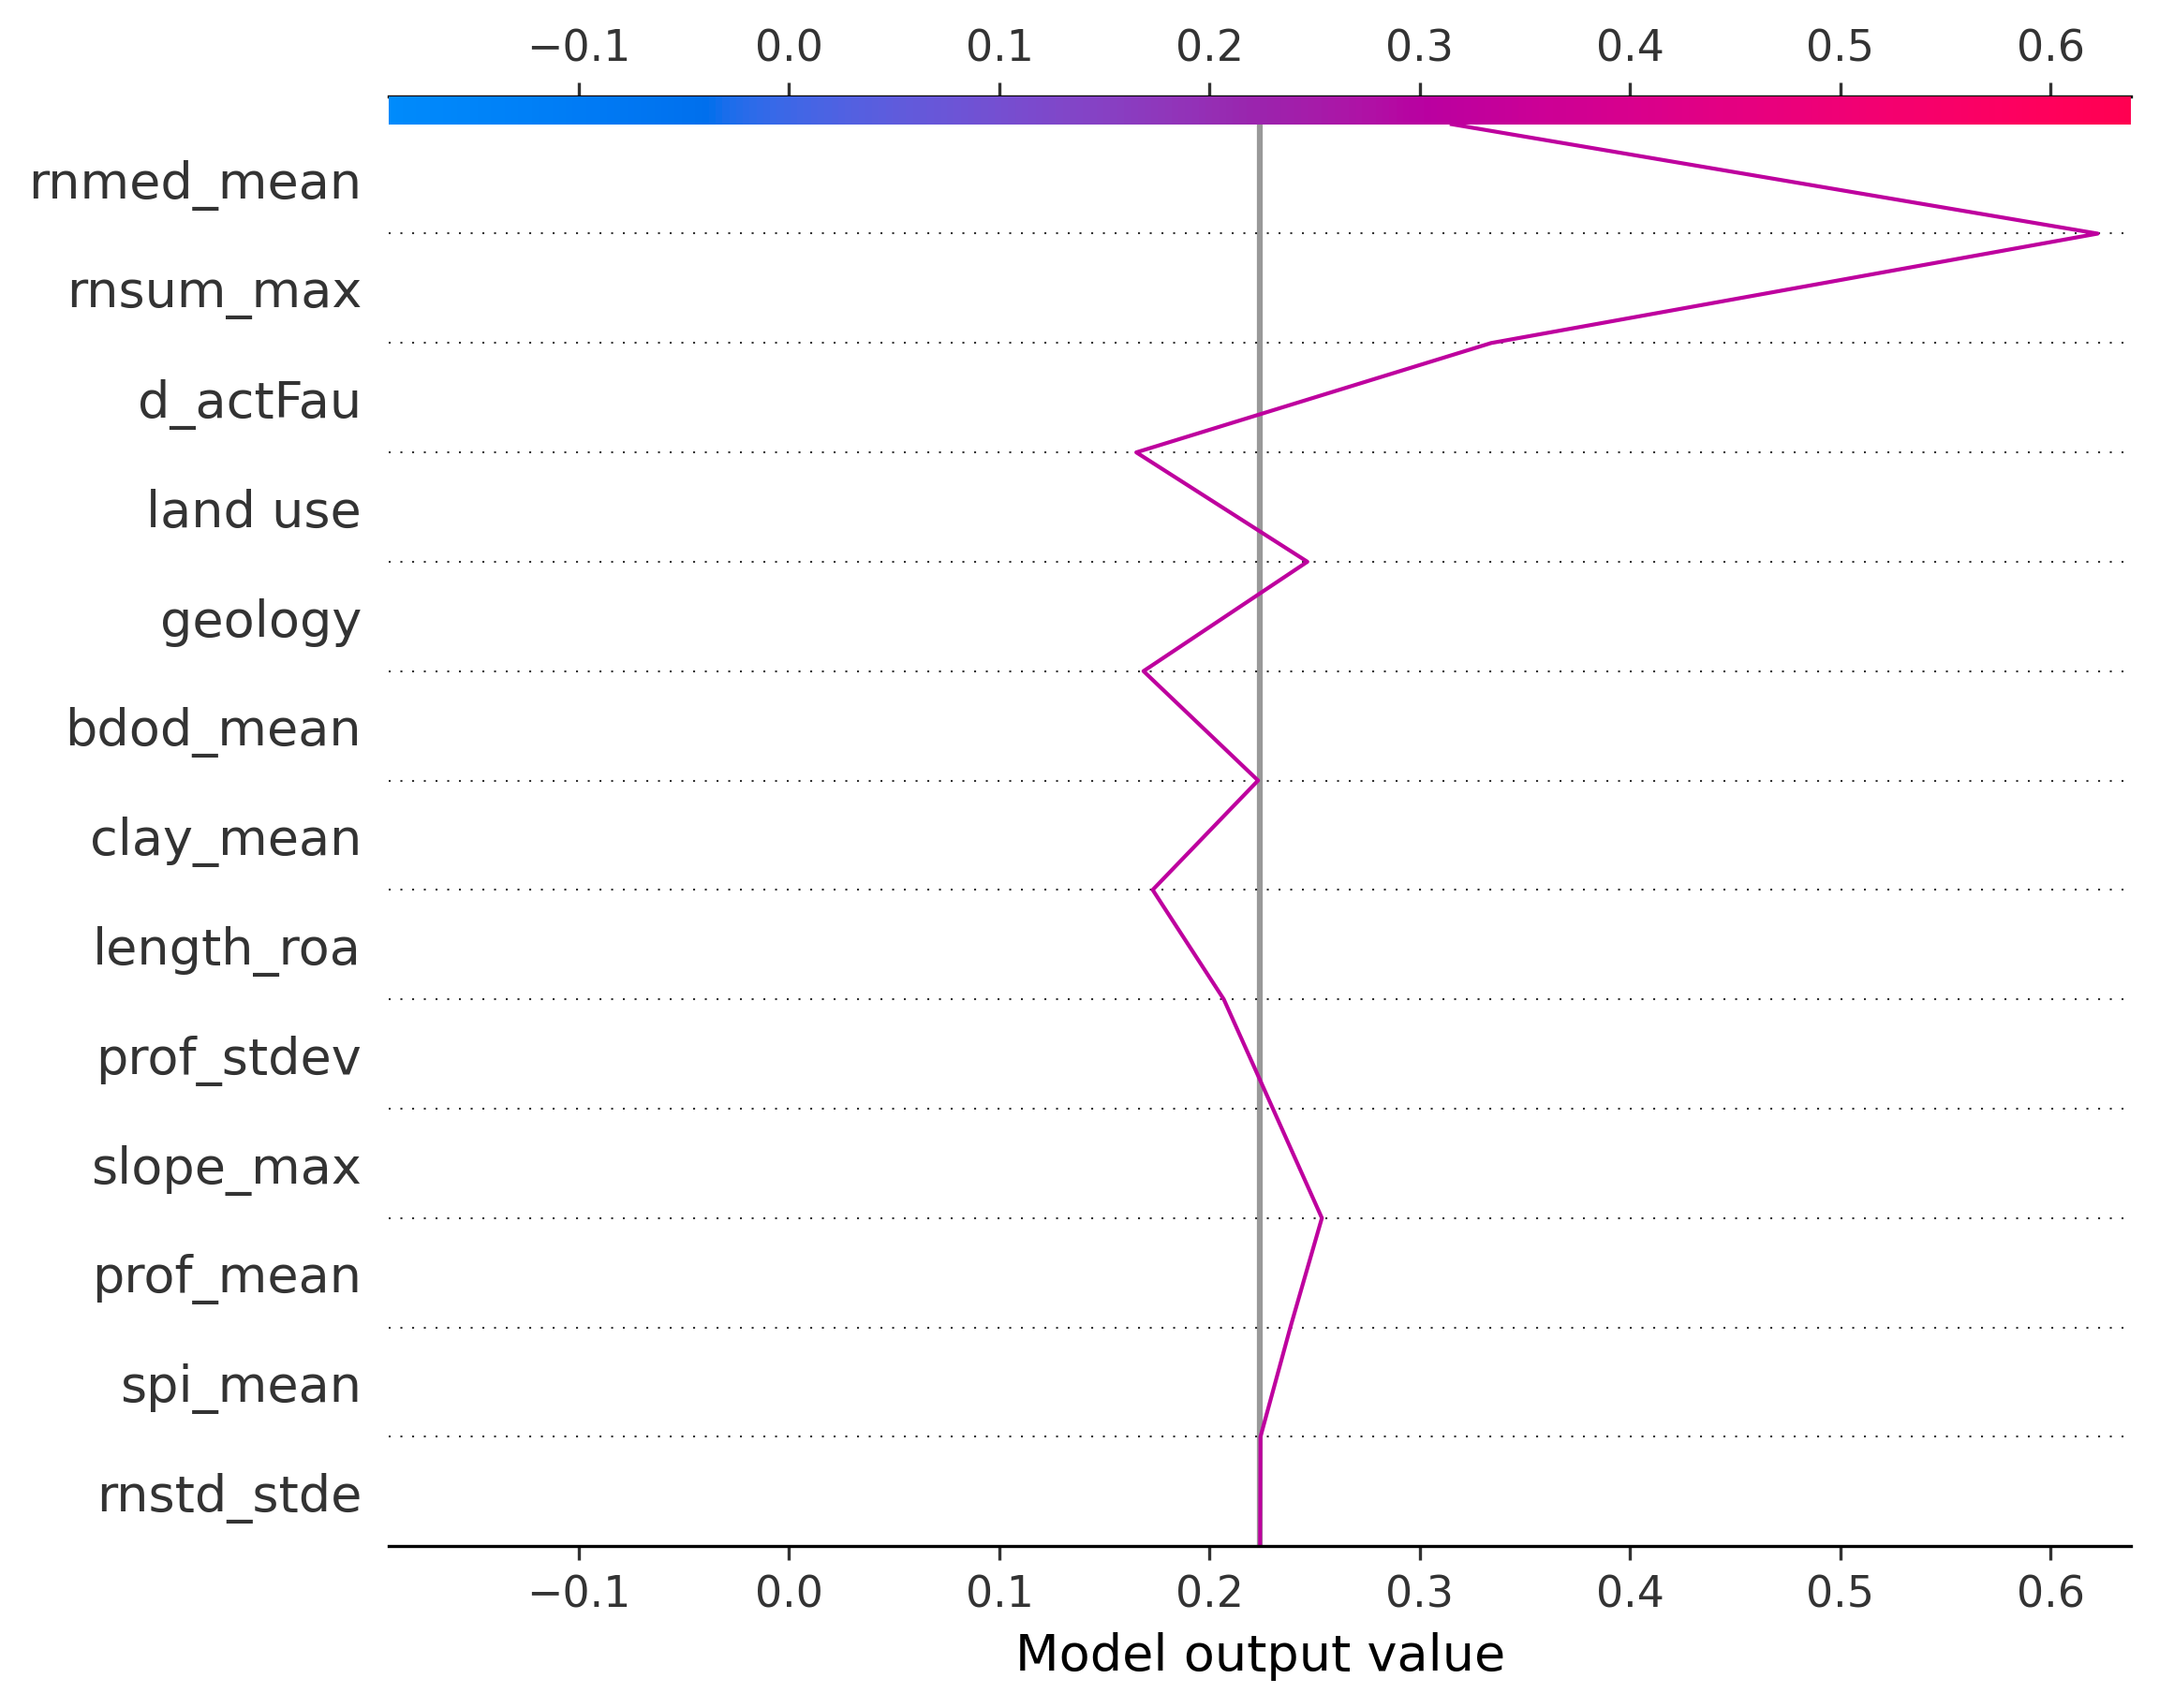 −0.1 0.0 0.1 0.2 0.3 0.4 0.5 0.6
rnmed_mean
rnsum_max
d_actFau
land use
geology
bdod_mean
clay_mean
length_roa
prof_stdev
slope_max
prof_mean
spi_mean
rnstd_stde
−0.1 0.0 0.1 0.2 0.3 0.4 0.5 0.6
Model output value